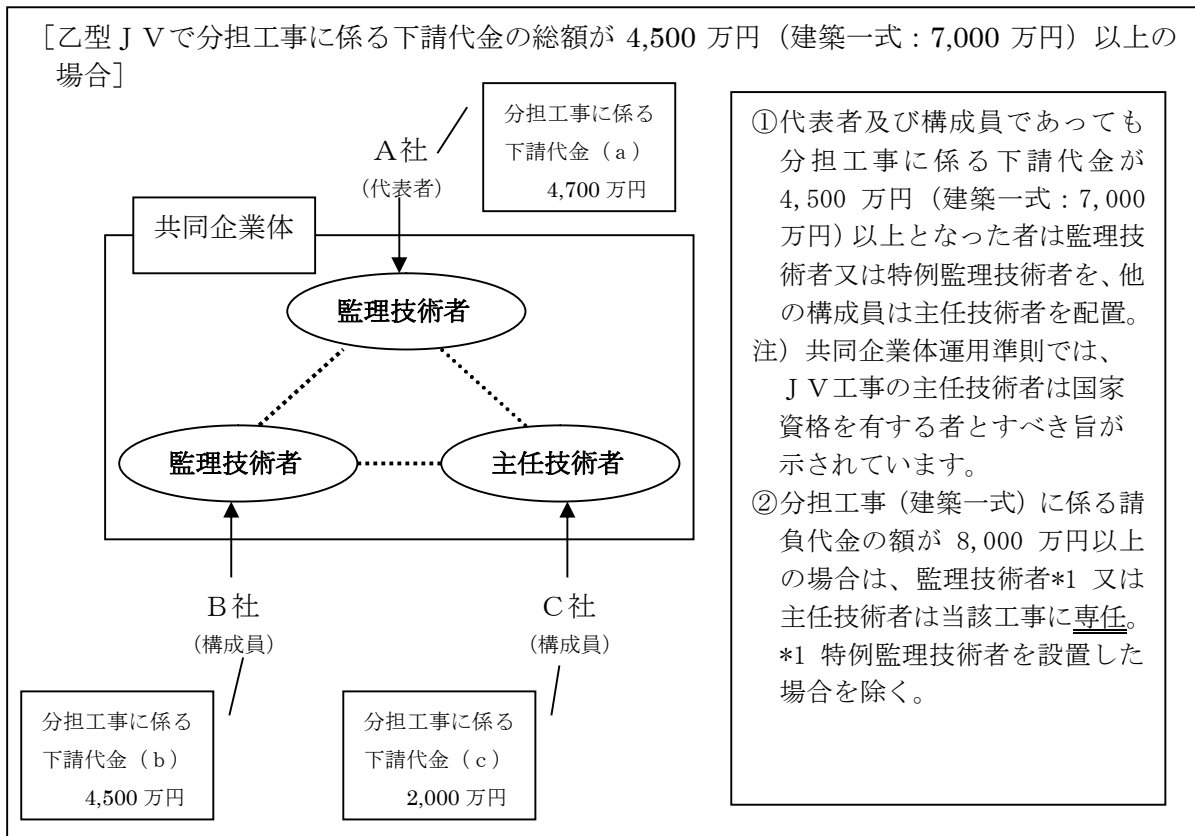 ［乙型ＪＶで分担工事に係る下請代金の総額が 4,500 万円（建築一式：7,000 万円）以上の
場合］
分担工事に係る
下請代金（ａ）
4,700 万円
Ａ社
（代表者）
共同企業体
監理技術者
監理技術者
主任技術者
Ｂ社
（構成員）
Ｃ社
（構成員）
分担工事に係る
下請代金（ｂ）
4,500 万円
分担工事に係る
下請代金（ｃ）
2,000 万円
①代表者及び構成員であっても
分担工事に係る下請代金が
4,500 万円（建築一式：7,000
万円）以上となった者は監理技
術者又は特例監理技術者を、他
の構成員は主任技術者を配置。
注）共同企業体運用準則では、
ＪＶ工事の主任技術者は国家
資格を有する者とすべき旨が
示されています。
②分担工事（建築一式）に係る請
負代金の額が 8,000 万円以上
の場合は、監理技術者*1 又は
主任技術者は当該工事に専任。
*1 特例監理技術者を設置した
場合を除く。